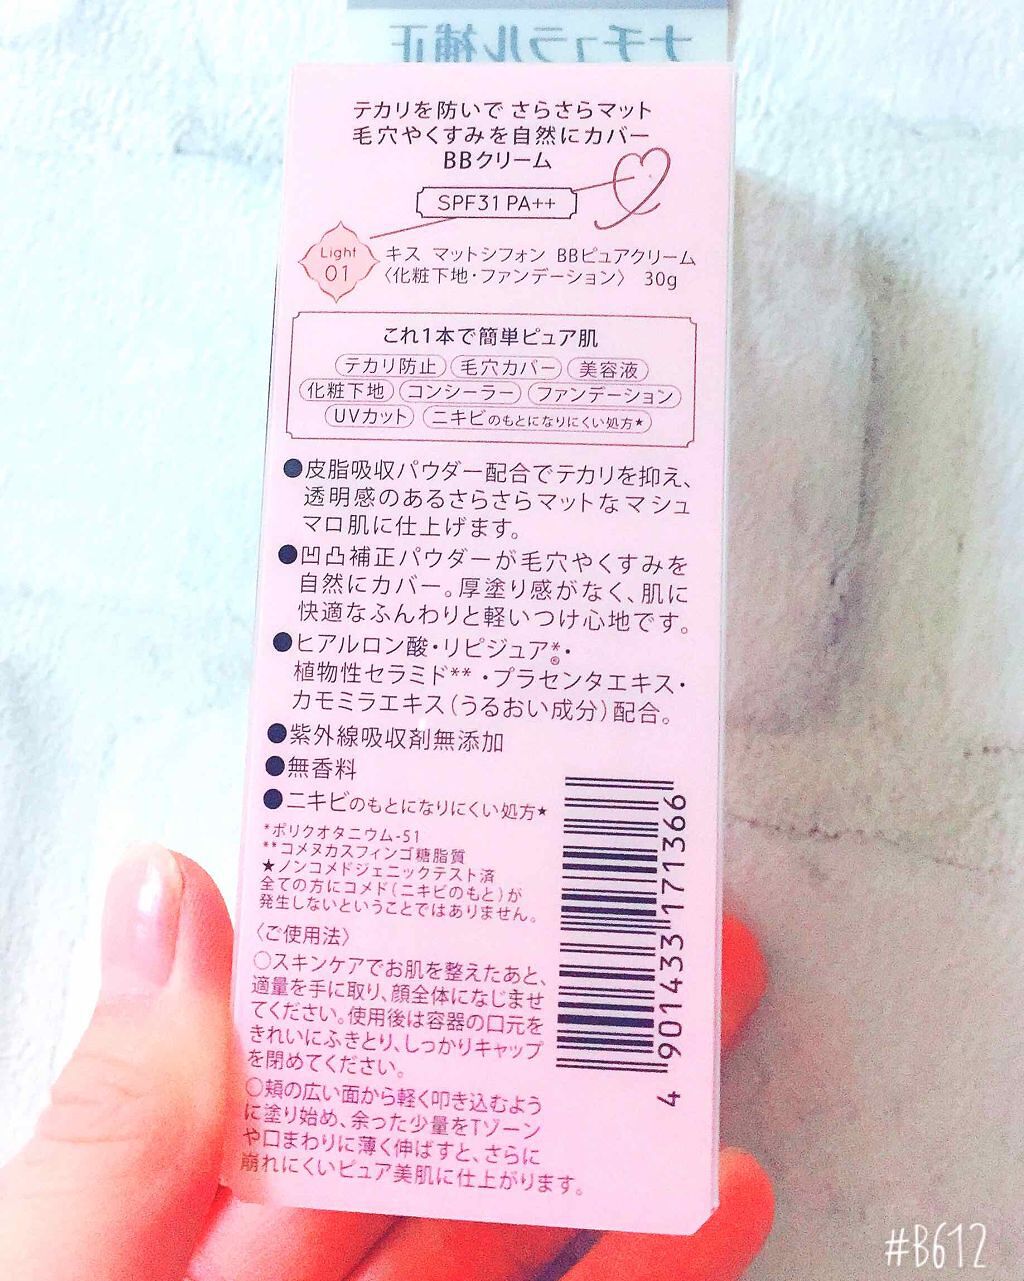 ナチュラル補正
テカリを防いで さらさらマット
毛穴やくすみを自然にカバー
BBクリーム
SPF31 PA++
Light
01
キス マットシフォン BBピュアクリーム
〈化粧下地・ファンデーション〉 30g
これ1本で簡単ピュア肌
テカリ防止 毛穴カバー 美容液
化粧下地 コンシーラー ファンデーション
UVカット ニキビのもとになりにくい処方★
●皮脂吸収パウダー配合でテカリを抑え、
透明感のあるさらさらマットなマシュ
マロ肌に仕上げます。
●凹凸補正パウダーが毛穴やくすみを
自然にカバー。厚塗り感がなく、肌に
快適なふんわりと軽いつけ心地です。
●ヒアルロン酸・リピジュア®*・
植物性セラミド**・プラセンタエキス・
カモミラエキス(うるおい成分)配合。
●紫外線吸収剤無添加
●無香料
●ニキビのもとになりにくい処方★
*ポリクオタニウム-51
**コメヌカスフィンゴ糖脂質
★ノンコメドジェニックテスト済
全ての方にコメド(ニキビのもと)が
発生しないということではありません。
〈ご使用法〉
○スキンケアでお肌を整えたあと、
適量を手に取り、顔全体になじませ
てください。使用後は容器の口元を
きれいにふきとり、しっかりキャップ
を閉めてください。
○頬の広い面から軽く叩き込むよう
に塗り始め、余った少量をTゾーン
や口まわりに薄く伸ばすと、さらに
崩れにくいピュア美肌に仕上がります。
4 901433 171366
#B612